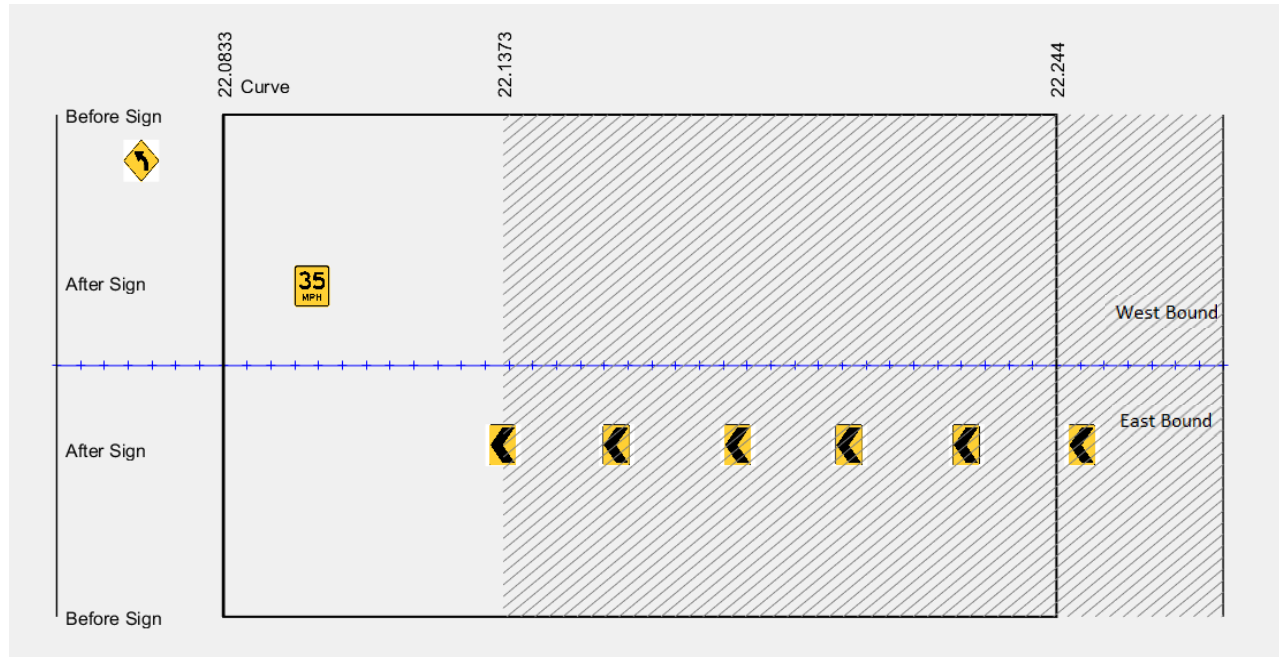 22.0833
Curve
22.1373
22.244
Before Sign
After Sign
35
MPH
West Bound
East Bound
After Sign
Before Sign